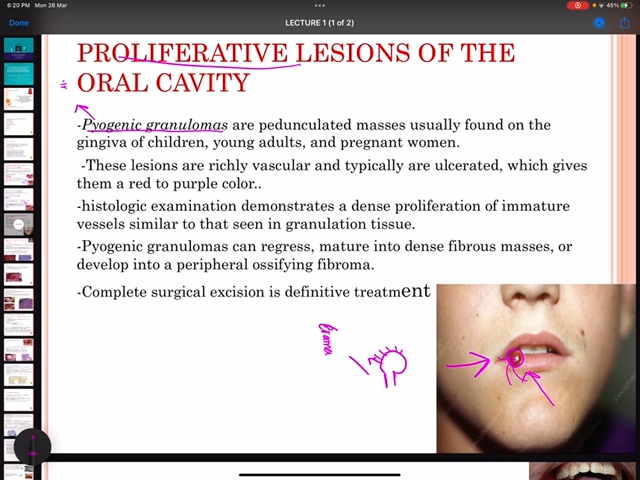 6:20 PM Mon 28 Mar
45%
Done
LECTURE 1 (1 of 2)
PROLIFERATIVE LESIONS OF THE
ORAL CAVITY
-Pyogenic granulomas are pedunculated masses usually found on the
gingiva of children, young adults, and pregnant women.
-These lesions are richly vascular and typically are ulcerated, which gives
them a red to purple color..
-histologic examination demonstrates a dense proliferation of immature
vessels similar to that seen in granulation tissue.
-Pyogenic granulomas can regress, mature into dense fibrous masses, or
develop into a peripheral ossifying fibroma.
-Complete surgical excision is definitive treatment